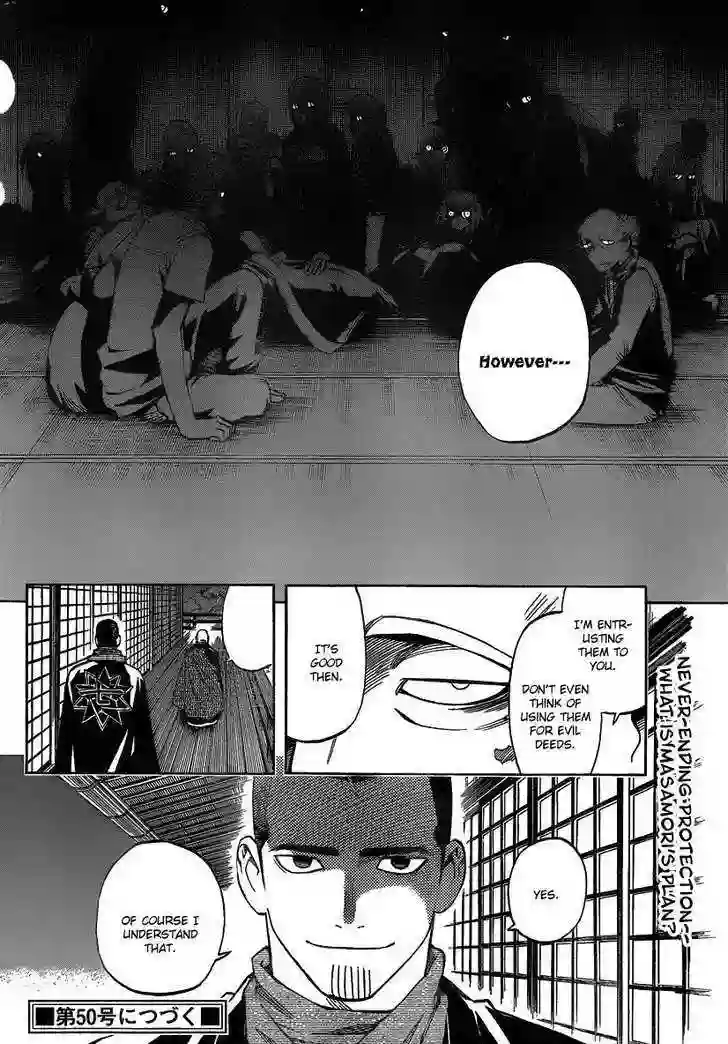 However---
I'M ENTR-
USTING
THEM TO
YOU.
DON'T EVEN
THINK OF
USING THEM
FOR EVIL
DEEDS.
IT'S
GOOD
THEN.
NEVER-ENDING PROTECTION--
WHAT IS MASAMORI'S PLAN?
YES.
OF COURSE I
UNDERSTAND
THAT.
■第50号につづく■